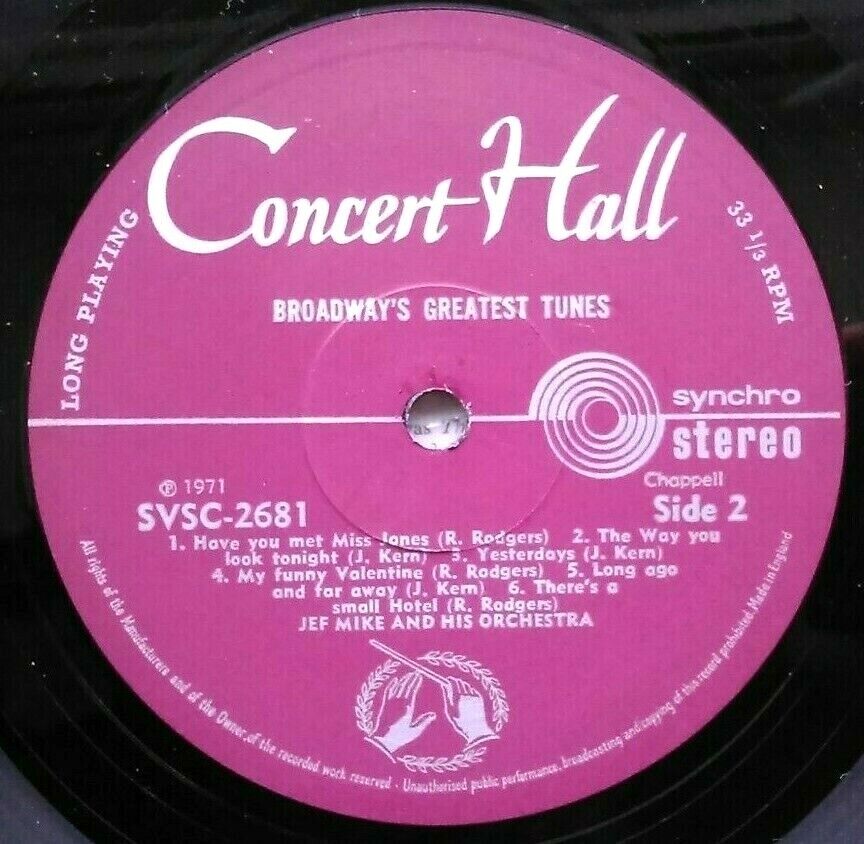 Concert Hall
LONG PLAYING
33 1/3 RPM
BROADWAY'S GREATEST TUNES
synchro
stereo
Ⓟ 1971
Chappell
SVSC-2681
Side 2
1. Have you met Miss Jones (R. Rodgers) 2. The Way you
look tonight (J. Kern) 3. Yesterdays (J. Kern)
4. My funny Valentine (R. Rodgers) 5. Long ago
and far away (J. Kern) 6. There's a
small Hotel (R. Rodgers)
JEF MIKE AND HIS ORCHESTRA
All rights of the Manufacturers and of the Owner, of the recorded work reserved · Unauthorised public performance, broadcasting and copying of this record prohibited. Made in England